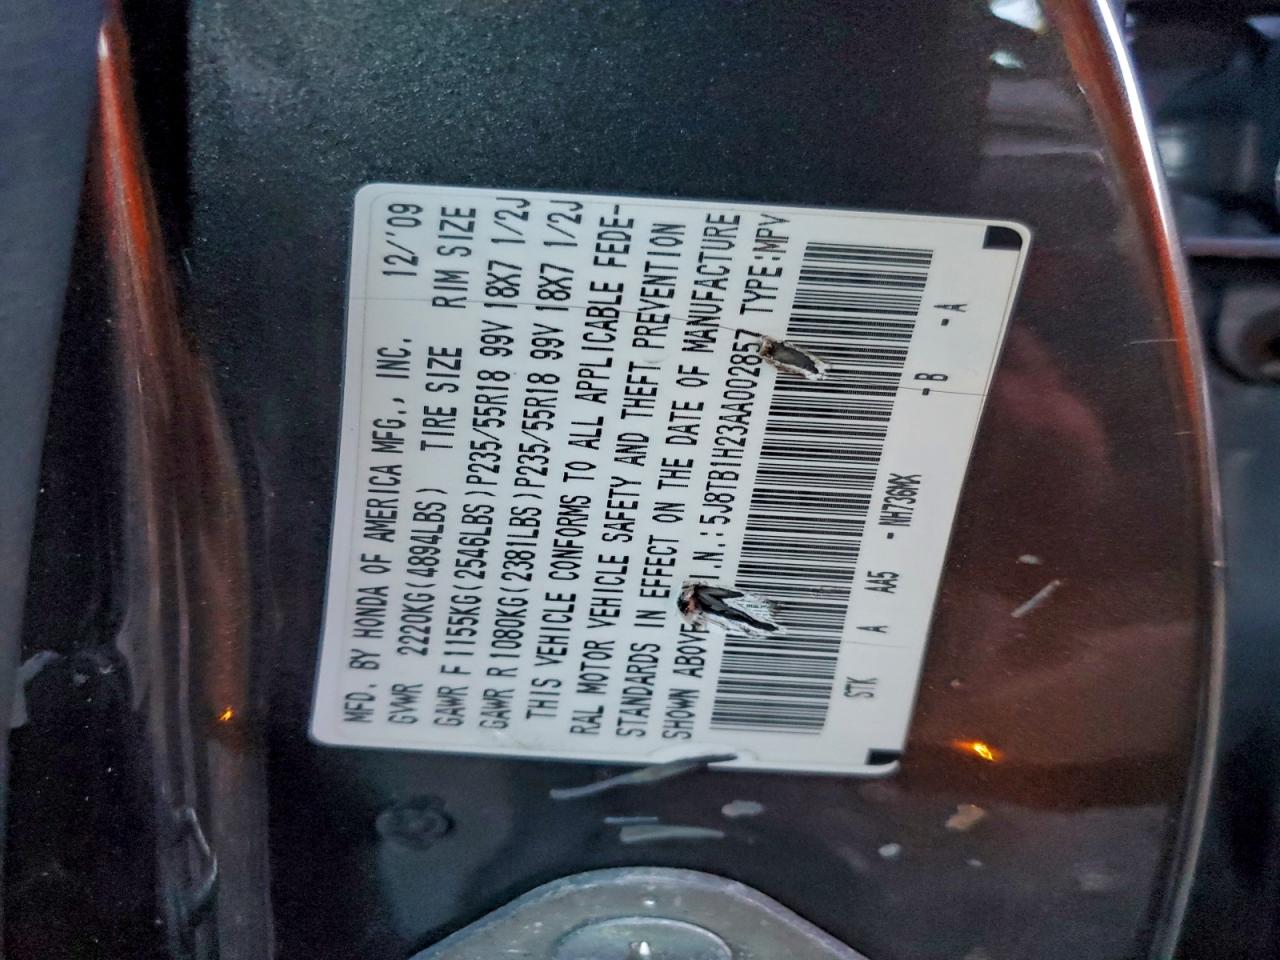 MFD. BY HONDA OF AMERICA MFG., INC. 12/'09
GVWR 2220KG(4894LBS) TIRE SIZE RIM SIZE
GAWR F 1155KG(2546LBS)P235/55R18 99V 18X7 1/2J
GAWR R 1080KG(2381LBS)P235/55R18 99V 18X7 1/2J
THIS VEHICLE CONFORMS TO ALL APPLICABLE FEDE-
RAL MOTOR VEHICLE SAFETY AND THEFT PREVENTION
STANDARDS IN EFFECT ON THE DATE OF MANUFACTURE
SHOWN ABOVE .I.N.:5J8TB1H23AA002857 TYPE:MPV
STK A AA5 -NH736MX -B -A